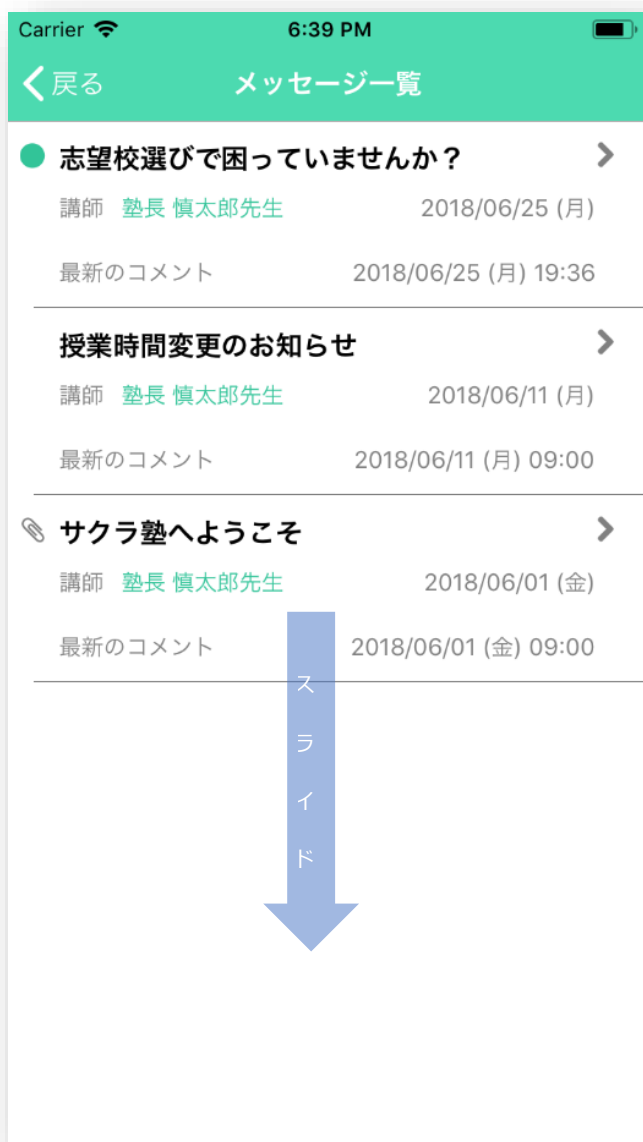 Carrier 6:39 PM
戻る メッセージ一覧
志望校選びで困っていませんか？
講師 塾長 慎太郎先生 2018/06/25 (月)
最新のコメント 2018/06/25 (月) 19:36
授業時間変更のお知らせ
講師 塾長 慎太郎先生 2018/06/11 (月)
最新のコメント 2018/06/11 (月) 09:00
サクラ塾へようこそ
講師 塾長 慎太郎先生 2018/06/01 (金)
最新のコメント 2018/06/01 (金) 09:00
スライド